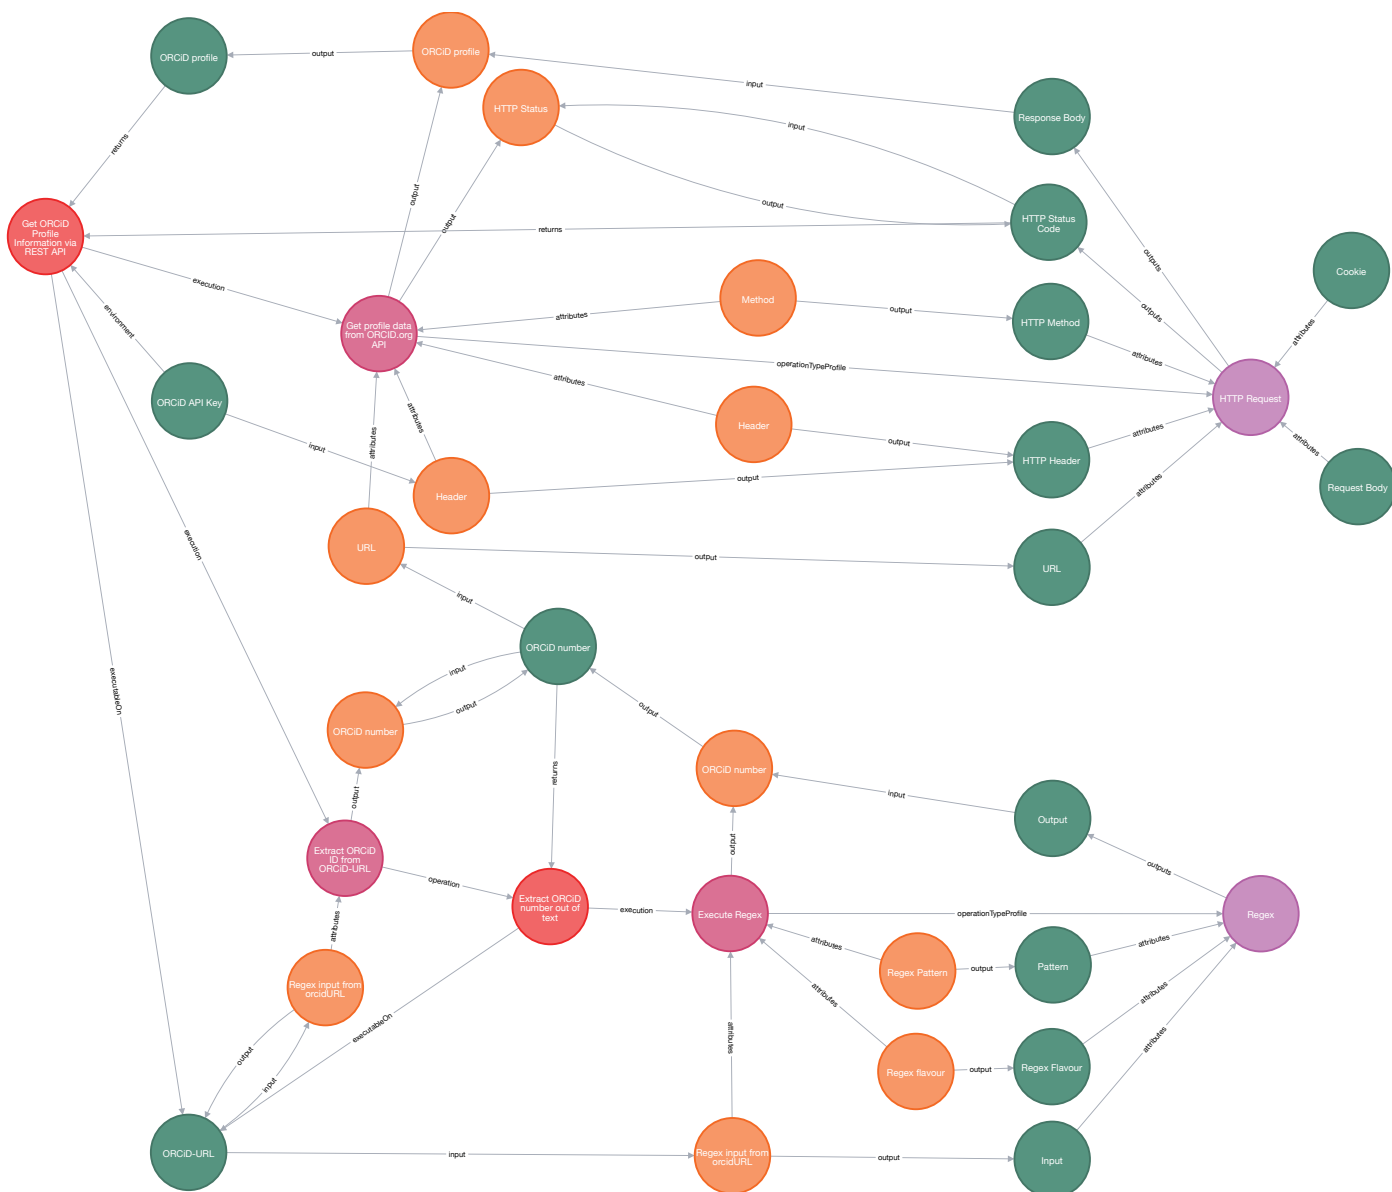 ORCiD profile
output
ORCiD profile
HTTP Status
input
Response Body
input
returns
output
output
output
HTTP Status
Code
Get ORCiD
Profile
Information via
REST API
returns
outputs
Cookie
execution
environment
Method
attributes
output
HTTP Method
outputs
attributes
Get profile data
from ORCID.org
API
attributes
operationTypeProfile
HTTP Request
ORCiD API Key
attributes
attributes
attributes
Header
output
HTTP Header
attributes
attributes
Request Body
input
Header
output
attributes
execution
URL
output
URL
input
ORCiD number
executableOn
input
output
output
ORCiD number
returns
ORCiD number
output
input
Output
Extract ORCiD
ID from
ORCiD-URL
operation
output
outputs
Extract ORCiD
number out of
text
execution
Execute Regex
operationTypeProfile
Regex
attributes
attributes
Regex Pattern
output
Pattern
attributes
Regex input from
orcidURL
attributes
attributes
executableOn
attributes
attributes
output
input
Regex flavour
output
Regex Flavour
ORCiD-URL
input
Regex input from
orcidURL
output
Input